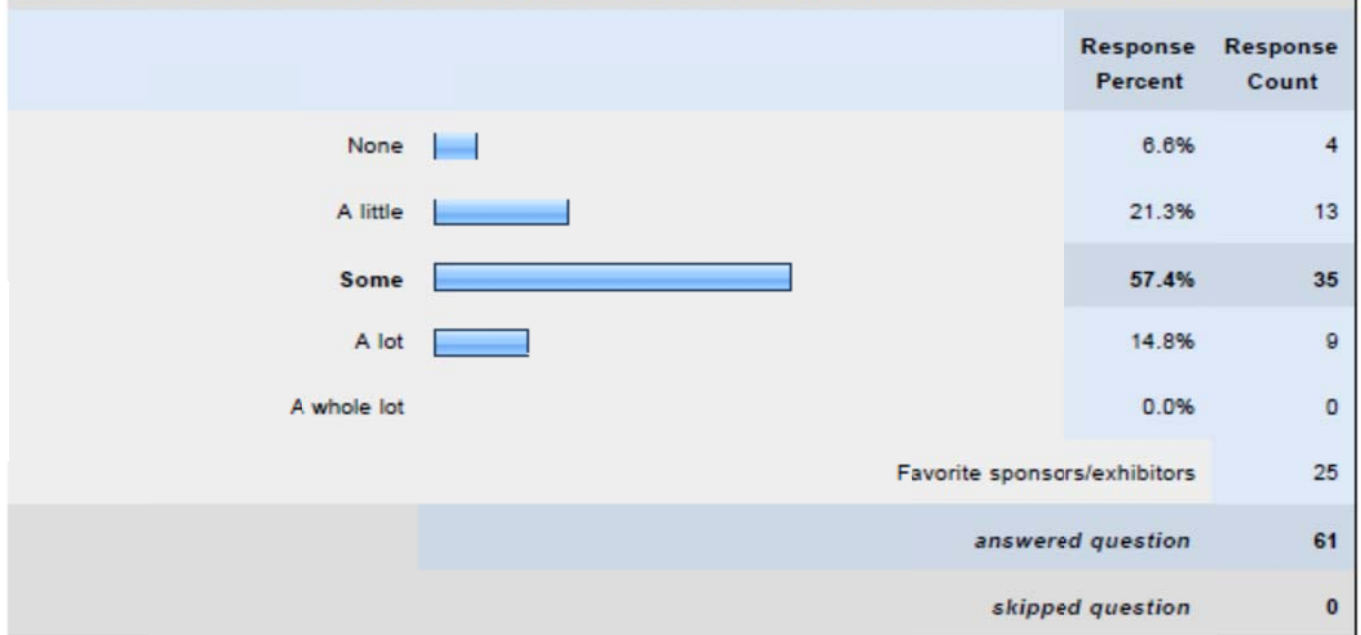 Response Percent Response Count
None 6.6% 4
A little 21.3% 13
Some 57.4% 35
A lot 14.8% 9
A whole lot 0.0% 0
Favorite sponsors/exhibitors 25
answered question 61
skipped question 0